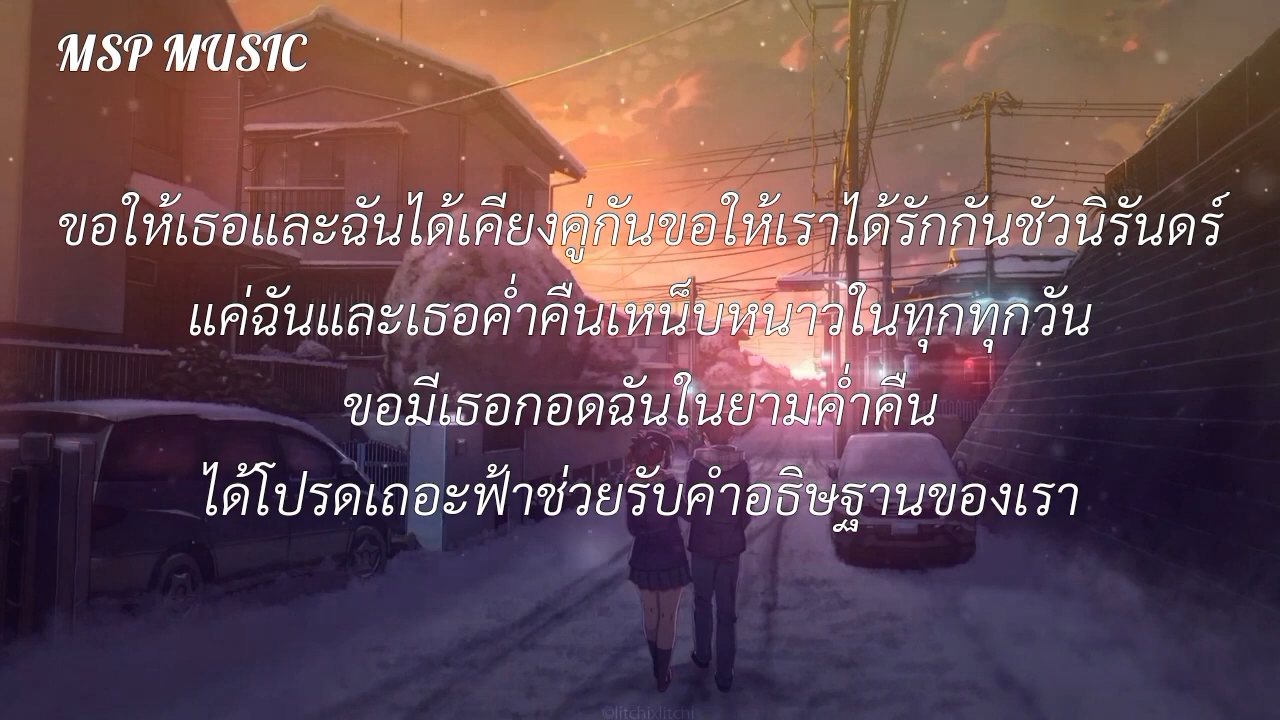 MSP MUSIC
ขอให้เธอและฉันได้เคียงคู่กันขอให้เราได้รักกันชัวนิรันดร์
แค่ฉันและเธอค่ำคืนเหน็บหนาวในทุกทุกวัน
ขอมีเธอกอดฉันในยามค่ำคืน
ได้โปรดเถอะฟ้าช่วยรับคำอธิษฐานของเรา
©litchixlitchi